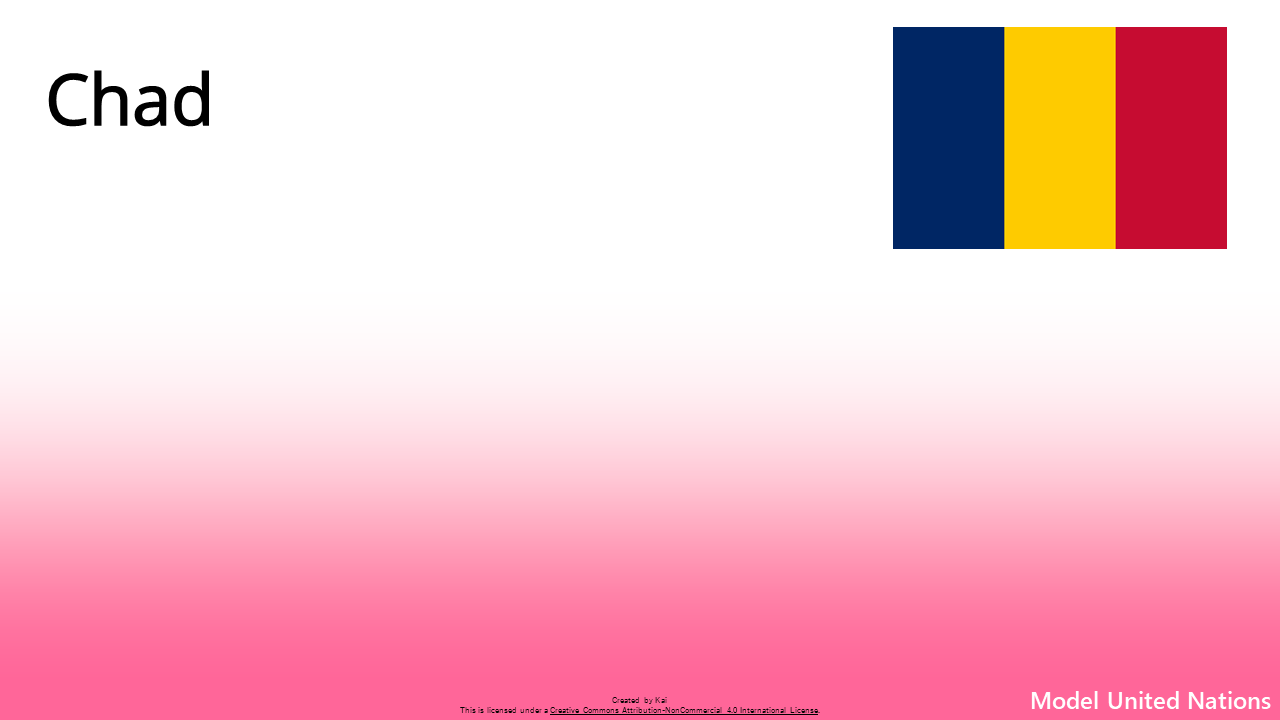 Chad
Created by Kai
This is licensed under a Creative Commons Attribution-NonCommercial 4.0 International License.
Model United Nations